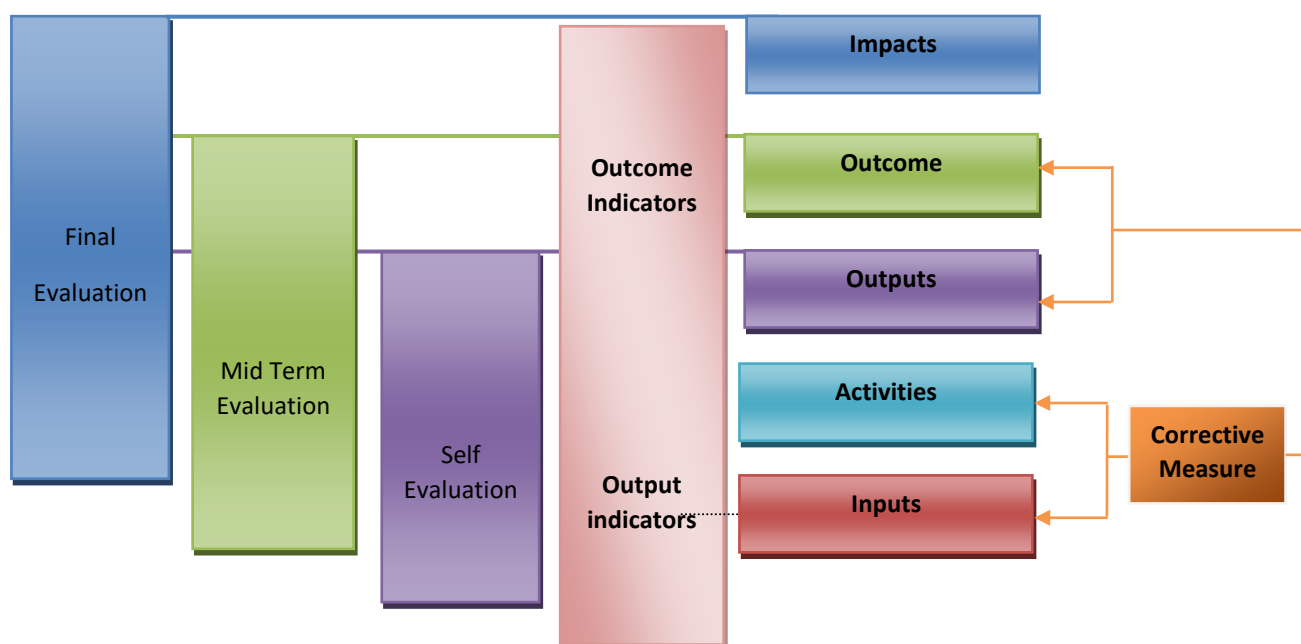 Final
Evaluation
Mid Term
Evaluation
Self
Evaluation
Outcome
Indicators
Output
indicators
Impacts
Outcome
Outputs
Activities
Inputs
Corrective
Measure